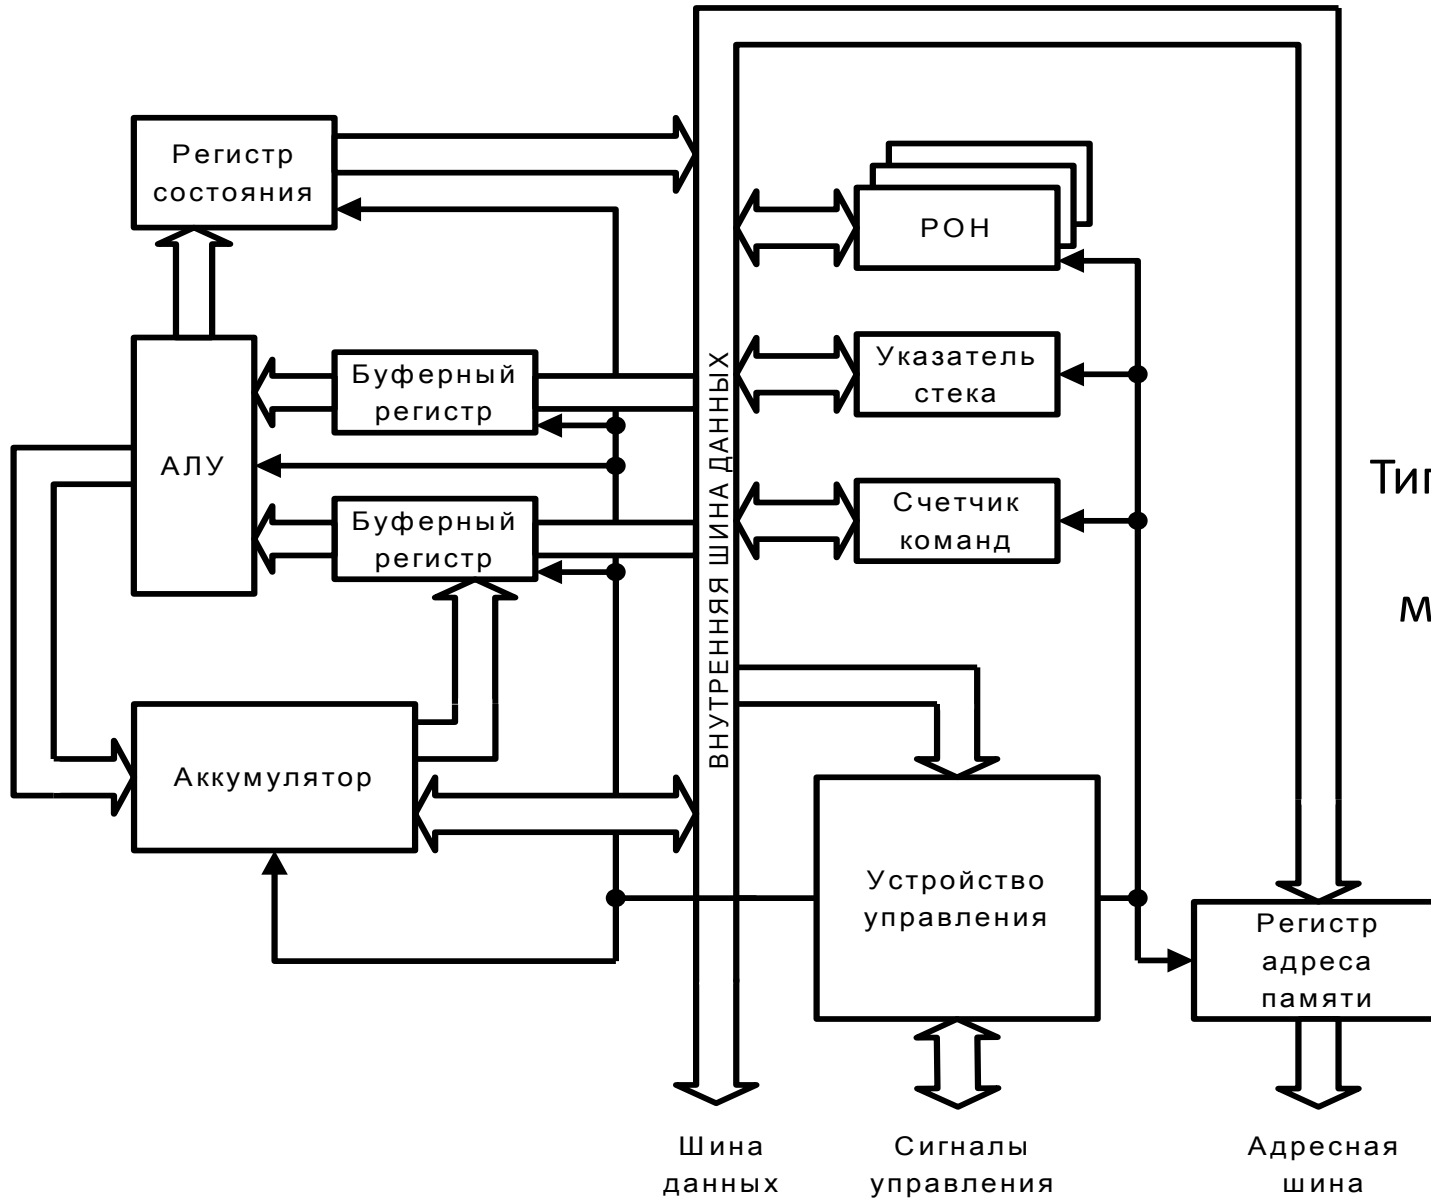 Регистр
состояния
РОН
Буферный
регистр
Указатель
стека
АЛУ
Буферный
регистр
Счетчик
команд
ВНУТРЕННЯЯ ШИНА ДАННЫХ
Аккумулятор
Устройство
управления
Регистр
адреса
памяти
Шина
данных
Сигналы
управления
Адресная
шина